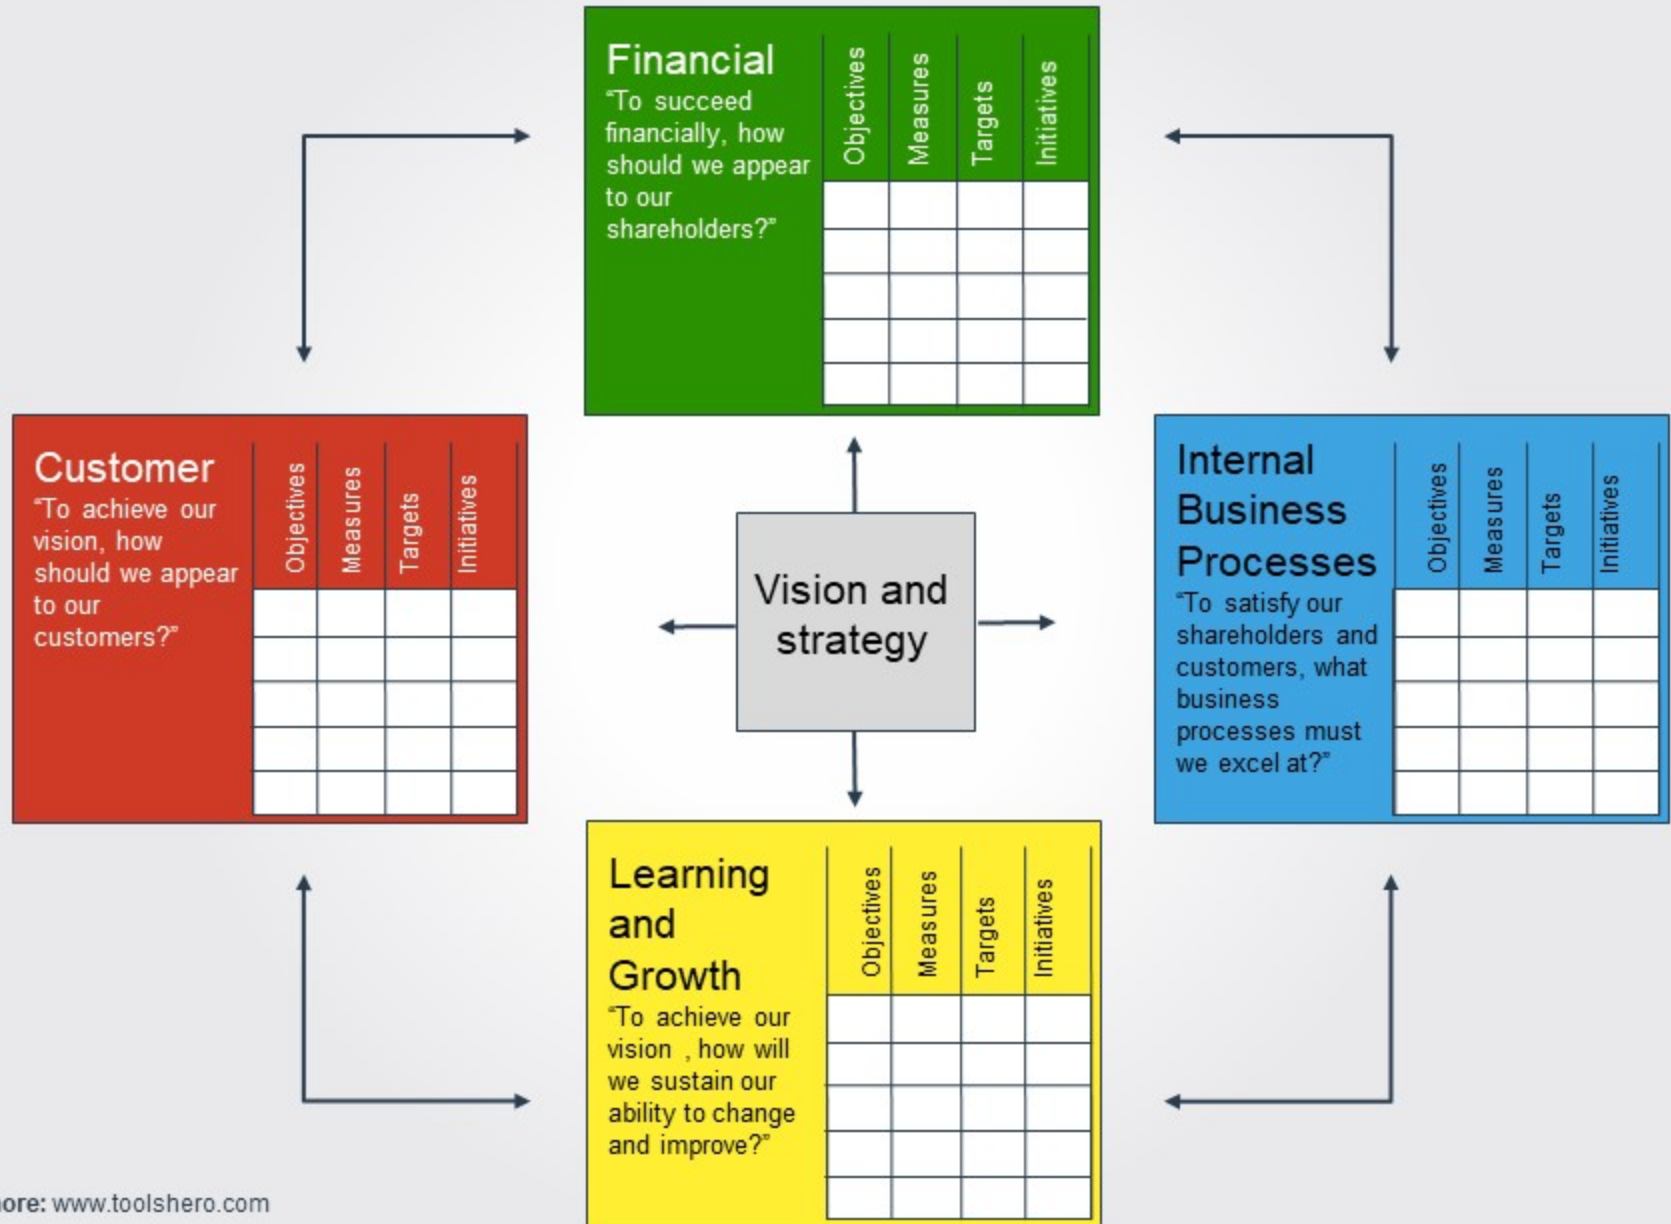 Financial
“To succeed
financially, how
should we appear
to our
shareholders?”
Objectives
Measures
Targets
Initiatives
Customer
“To achieve our
vision, how
should we appear
to our
customers?”
Objectives
Measures
Targets
Initiatives
Vision and
strategy
Internal
Business
Processes
“To satisfy our
shareholders and
customers, what
business
processes must
we excel at?”
Objectives
Measures
Targets
Initiatives
Learning
and
Growth
“To achieve our
vision , how will
we sustain our
ability to change
and improve?”
Objectives
Measures
Targets
Initiatives
www.toolshero.com